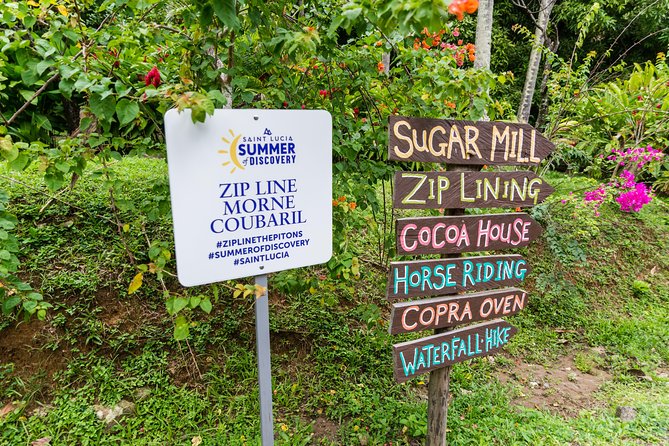 SAINT LUCIA
SUMMER
of DISCOVERY
ZIP LINE
MORNE
COUBARIL
#ZIPLINETHEPITONS
#SUMMEROFDISCOVERY
#SAINTLUCIA
SUGAR MILL
ZIP LINING
COCOA HOUSE
HORSE RIDING
COPRA OVEN
WATERFALL-HIKE